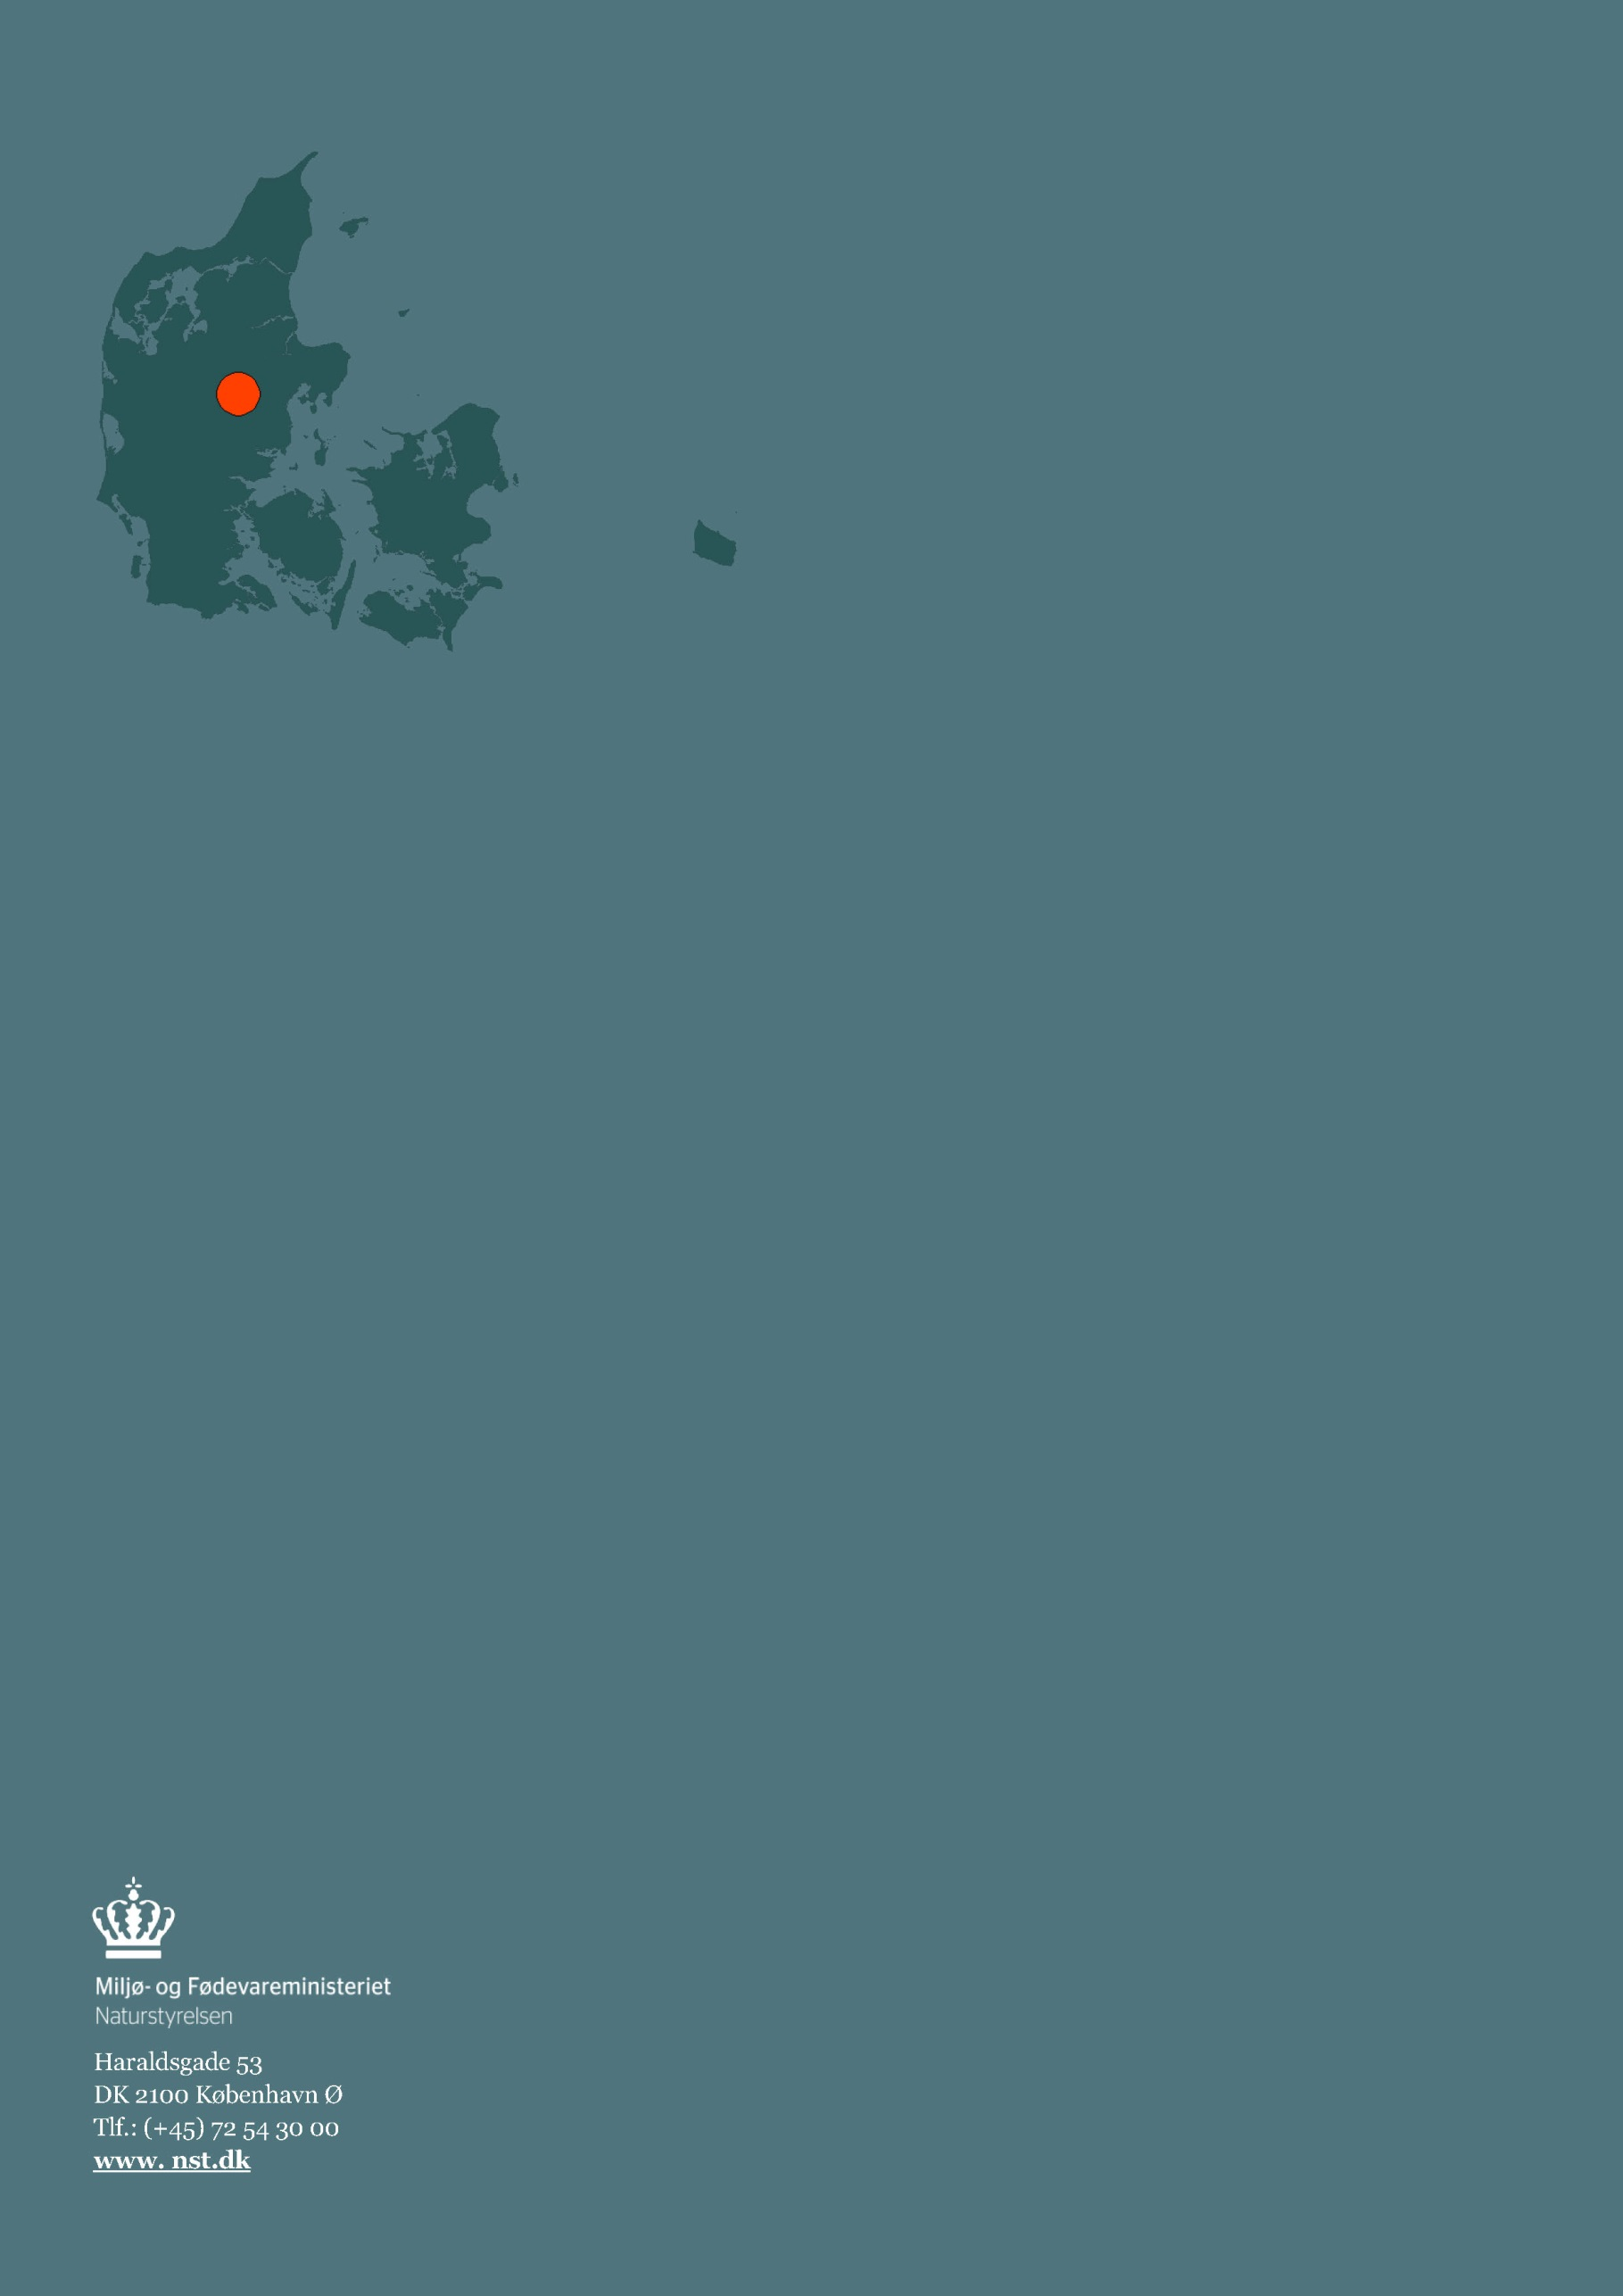 Miljø- og Fødevareministeriet
Naturstyrelsen
Haraldsgade 53
DK 2100 København Ø
Tlf.: (+45) 72 54 30 00
www. nst.dk